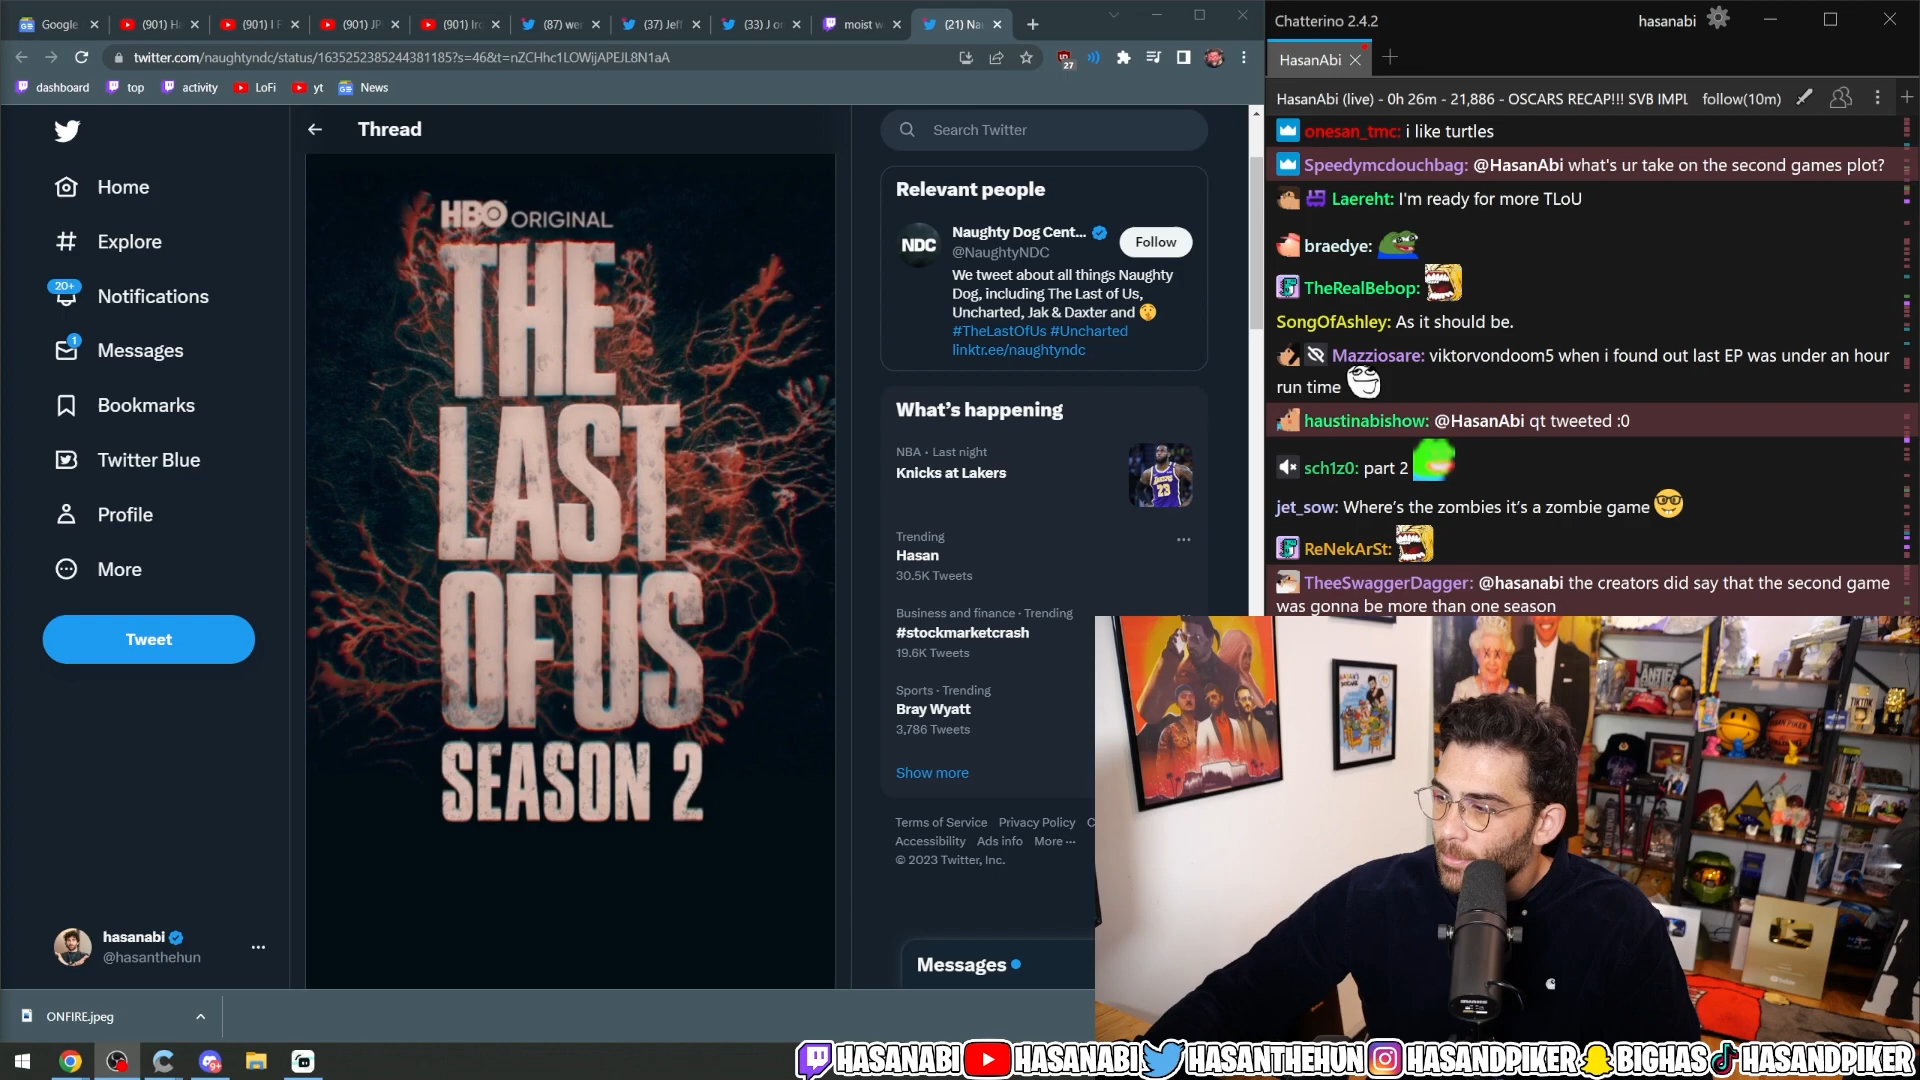 Google
(901) H
(901) I F
(901) JP
(901) Iro
(87) wer
(37) Jeff
(33) J or
moist w
(21) Na
twitter.com/naughtyndc/status/1635252385244381185?s=46&t=nZCHhc1LOWijAPEJL8N1aA
27
dashboard
top
activity
LoFi
yt
News
Home
Explore
20+
Notifications
1
Messages
Bookmarks
Twitter Blue
Profile
More
Tweet
hasanabi
@hasanthehun
Thread
HBO ORIGINAL
THE
LAST
OF US
SEASON 2
Search Twitter
Relevant people
NDC
Naughty Dog Cent...
@NaughtyNDC
Follow
We tweet about all things Naughty
Dog, including The Last of Us,
Uncharted, Jak & Daxter and 🤫
#TheLastOfUs #Uncharted
linktr.ee/naughtyndc
What's happening
NBA · Last night
Knicks at Lakers
Trending
Hasan
30.5K Tweets
Business and finance · Trending
#stockmarketcrash
19.6K Tweets
Sports · Trending
Bray Wyatt
3,786 Tweets
Show more
Terms of Service Privacy Policy C
Accessibility Ads info More ···
© 2023 Twitter, Inc.
Messages
ONFIRE.jpeg
Chatterino 2.4.2
hasanabi
HasanAbi
HasanAbi (live) - 0h 26m - 21,886 - OSCARS RECAP!!! SVB IMPL
follow(10m)
onesan_tmc: i like turtles
Speedymcdouchbag: @HasanAbi what's ur take on the second games plot?
Laereht: I'm ready for more TLoU
braedye:
TheRealBebop:
SongOfAshley: As it should be.
Mazziosare: viktorvondoom5 when i found out last EP was under an hour
run time
haustinabishow: @HasanAbi qt tweeted :0
sch1z0: part 2
jet_sow: Where's the zombies it's a zombie game 🤓
ReNekArSt:
TheeSwaggerDagger: @hasanabi the creators did say that the second game
was gonna be more than one season
HASANABI
HASANABI
HASANTHEHUN
HASANDPIKER
BIGHAS
HASANDPIKER